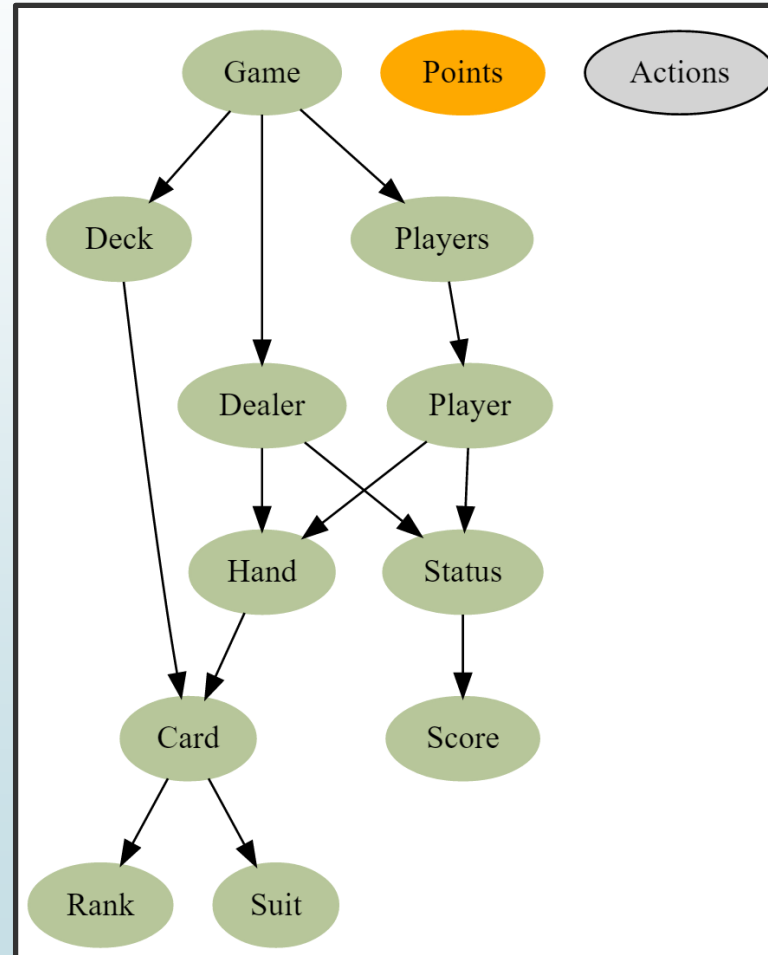 Game
Points
Actions
Deck
Players
Dealer
Player
Hand
Status
Card
Score
Rank
Suit